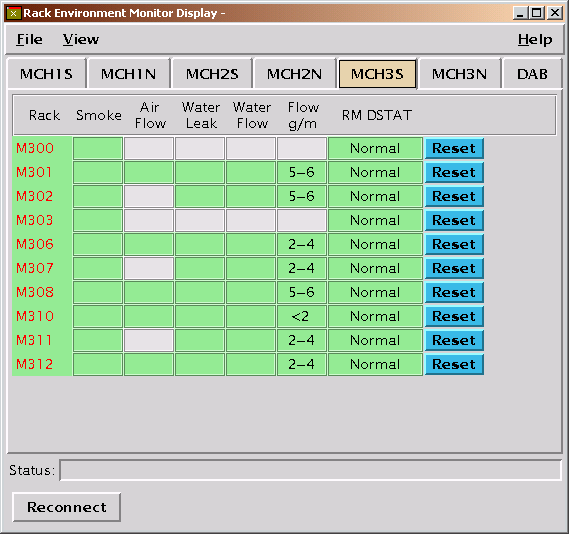 Rack Environment Monitor Display -
File View Help
MCH1S MCH1N MCH2S MCH2N MCH3S MCH3N DAB
Rack Smoke Air Flow Water Leak Water Flow Flow g/m RM DSTAT
M300 Normal Reset
M301 5-6 Normal Reset
M302 5-6 Normal Reset
M303 Normal Reset
M306 2-4 Normal Reset
M307 2-4 Normal Reset
M308 5-6 Normal Reset
M310 <2 Normal Reset
M311 2-4 Normal Reset
M312 2-4 Normal Reset
Status:
Reconnect